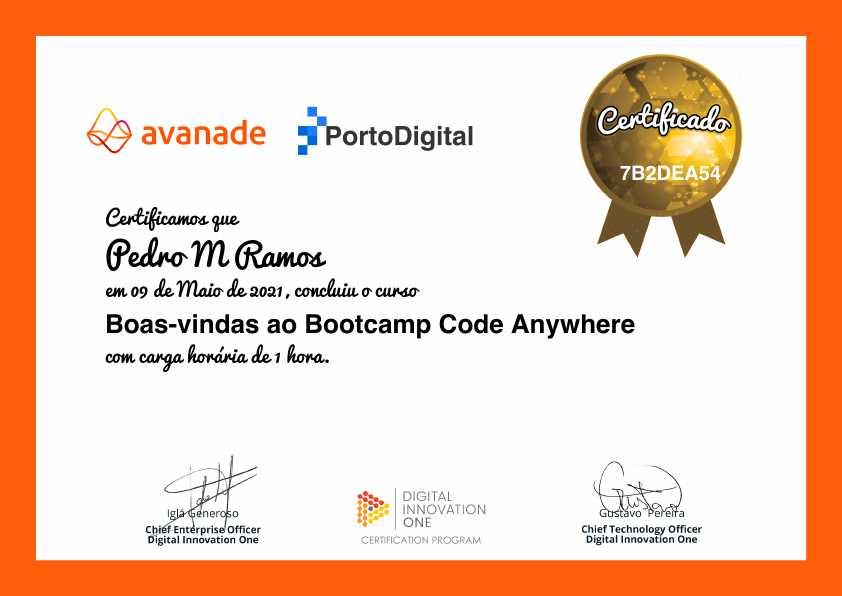 avanade
PortoDigital
Certificado
7B2DEA54
Certificamos que
Pedro M Ramos
em 09 de Maio de 2021, concluiu o curso
Boas-vindas ao Bootcamp Code Anywhere
com carga horária de 1 hora.
Iglá Generoso
Chief Enterprise Officer
Digital Innovation One
DIGITAL
INNOVATION
ONE
CERTIFICATION PROGRAM
Gustavo Pereira
Chief Technology Officer
Digital Innovation One